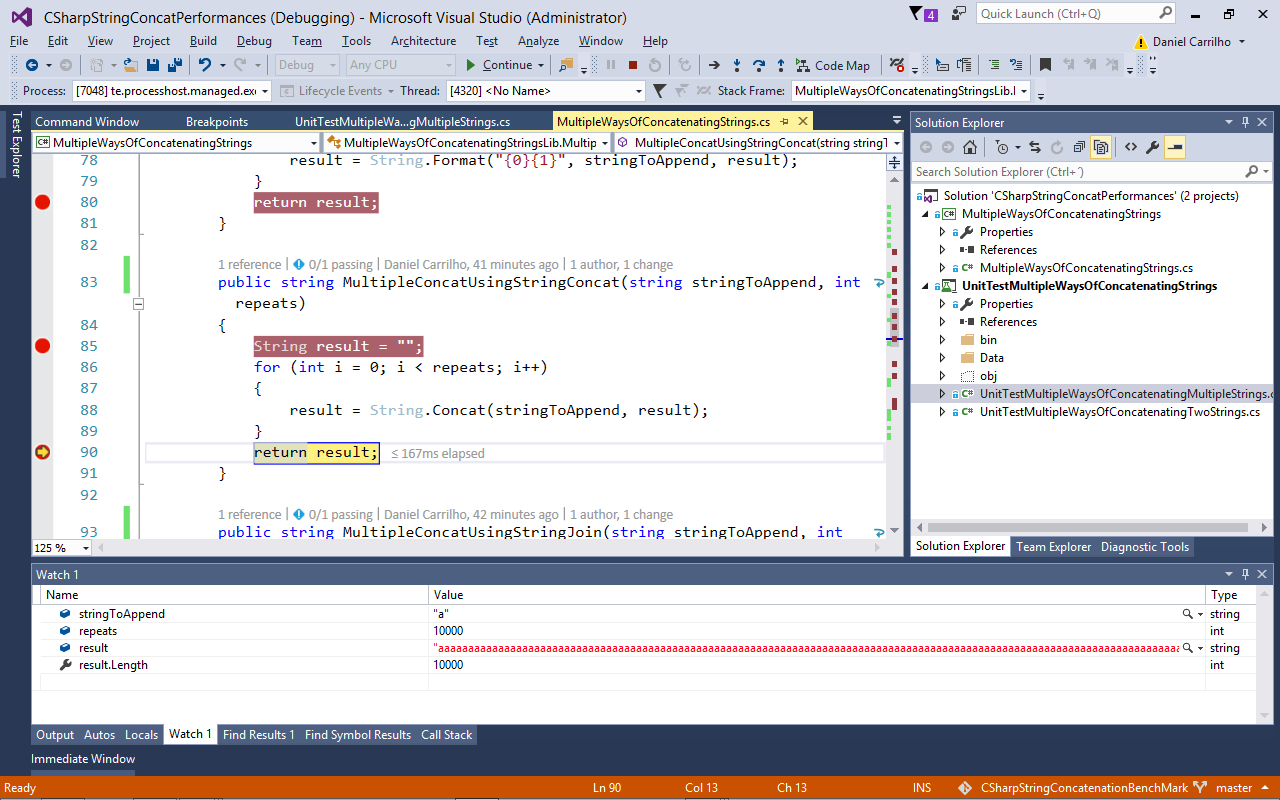 CSharpStringConcatPerformances (Debugging) - Microsoft Visual Studio (Administrator)
4
Quick Launch (Ctrl+Q)
File Edit View Project Build Debug Team Tools Architecture Test Analyze Window Help
Daniel Carrilho
Debug Any CPU Continue Code Map
Process: [7048] te.processhost.managed.exe Lifecycle Events Thread: [4320] <No Name> Stack Frame: MultipleWaysOfConcatenatingStringsLib.I
Test Explorer
Command Window Breakpoints UnitTestMultipleWa...gMultipleStrings.cs MultipleWaysOfConcatenatingStrings.cs
MultipleWaysOfConcatenatingStrings MultipleWaysOfConcatenatingStringsLib.Multip MultipleConcatUsingStringConcat(string stringT
78 result = String.Format("{0}{1}", stringToAppend, result);
79 }
80 return result;
81 }
82
1 reference | 0/1 passing | Daniel Carrilho, 41 minutes ago | 1 author, 1 change
83 public string MultipleConcatUsingStringConcat(string stringToAppend, int
repeats)
84 {
85 String result = "";
86 for (int i = 0; i < repeats; i++)
87 {
88 result = String.Concat(stringToAppend, result);
89 }
90 return result; ≤ 167ms elapsed
91 }
92
1 reference | 0/1 passing | Daniel Carrilho, 42 minutes ago | 1 author, 1 change
93 public string MultipleConcatUsingStringJoin(string stringToAppend, int
125 %
Solution Explorer
Search Solution Explorer (Ctrl+´)
Solution 'CSharpStringConcatPerformances' (2 projects)
MultipleWaysOfConcatenatingStrings
Properties
References
MultipleWaysOfConcatenatingStrings.cs
UnitTestMultipleWaysOfConcatenatingStrings
Properties
References
bin
Data
obj
UnitTestMultipleWaysOfConcatenatingMultipleStrings.c
UnitTestMultipleWaysOfConcatenatingTwoStrings.cs
Solution Explorer Team Explorer Diagnostic Tools
Watch 1
Name Value Type
stringToAppend "a" string
repeats 10000 int
result string
result.Length 10000 int
Output Autos Locals Watch 1 Find Results 1 Find Symbol Results Call Stack
Immediate Window
Ready Ln 90 Col 13 Ch 13 INS CSharpStringConcatenationBenchMark master